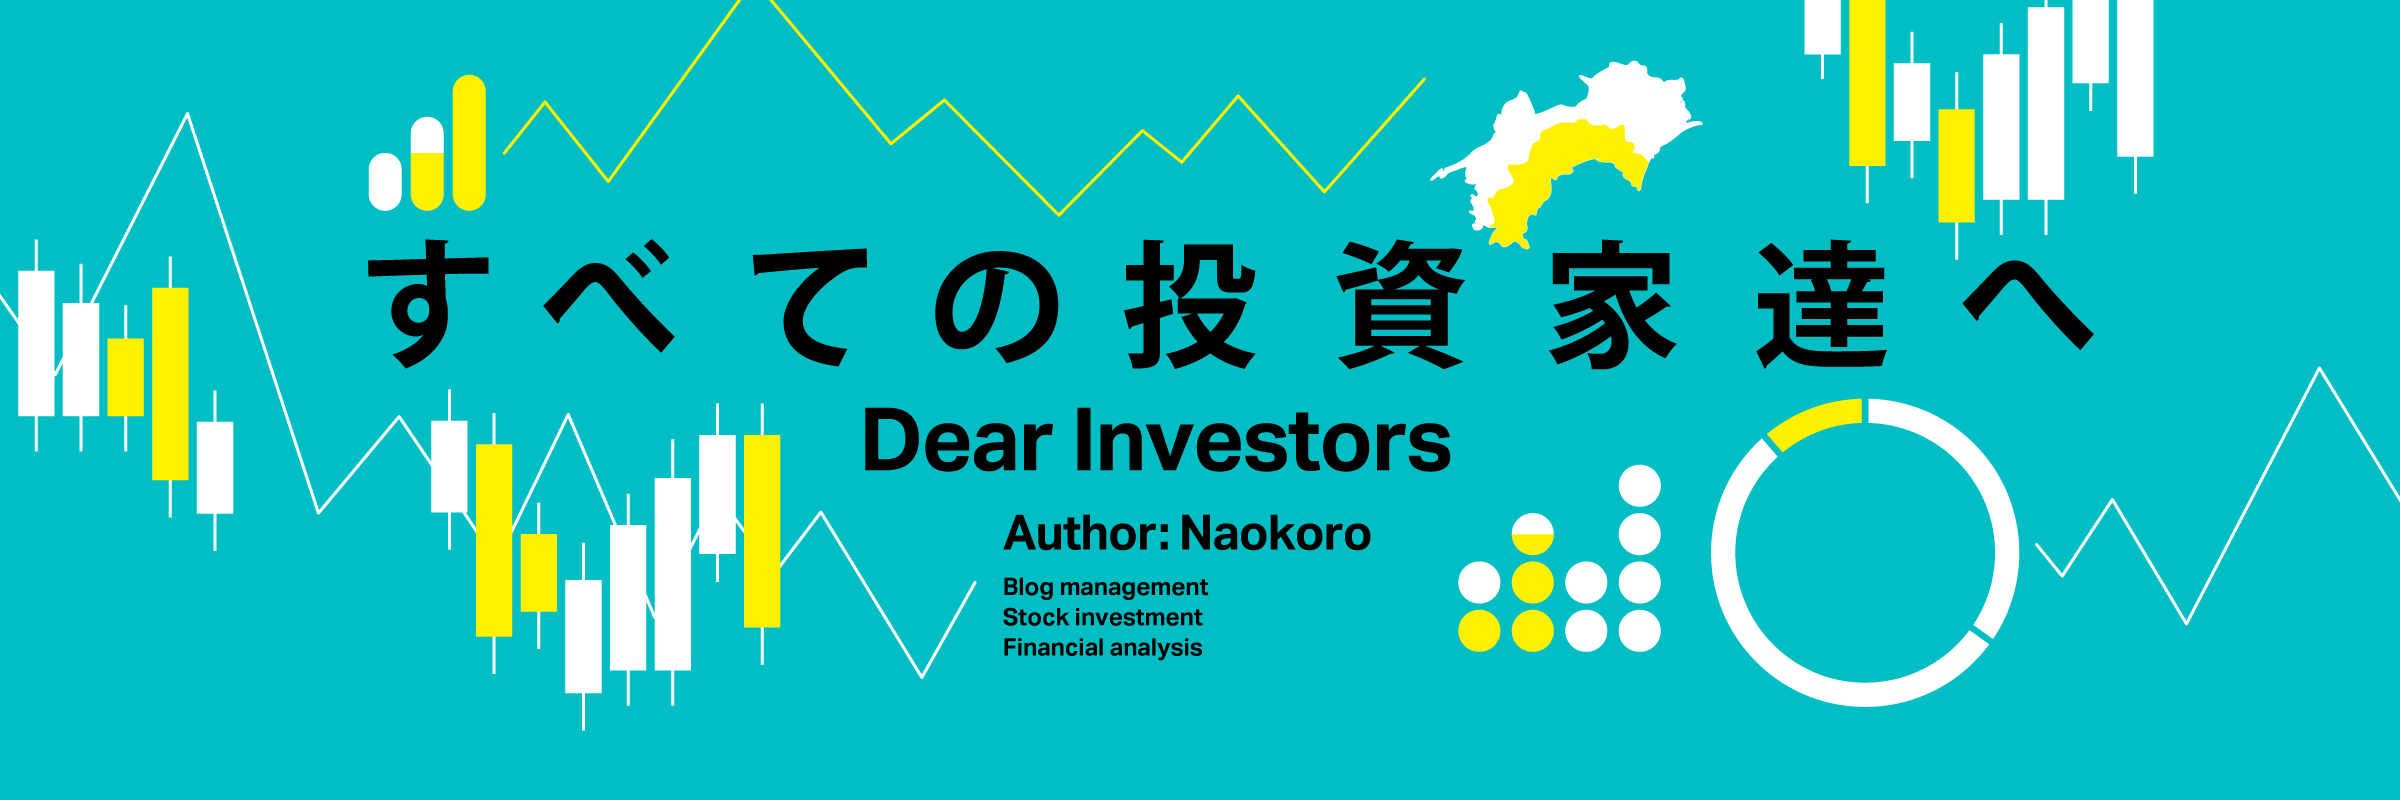 すべての投資家達へ
Dear Investors
Author: Naokoro
Blog management
Stock investment
Financial analysis